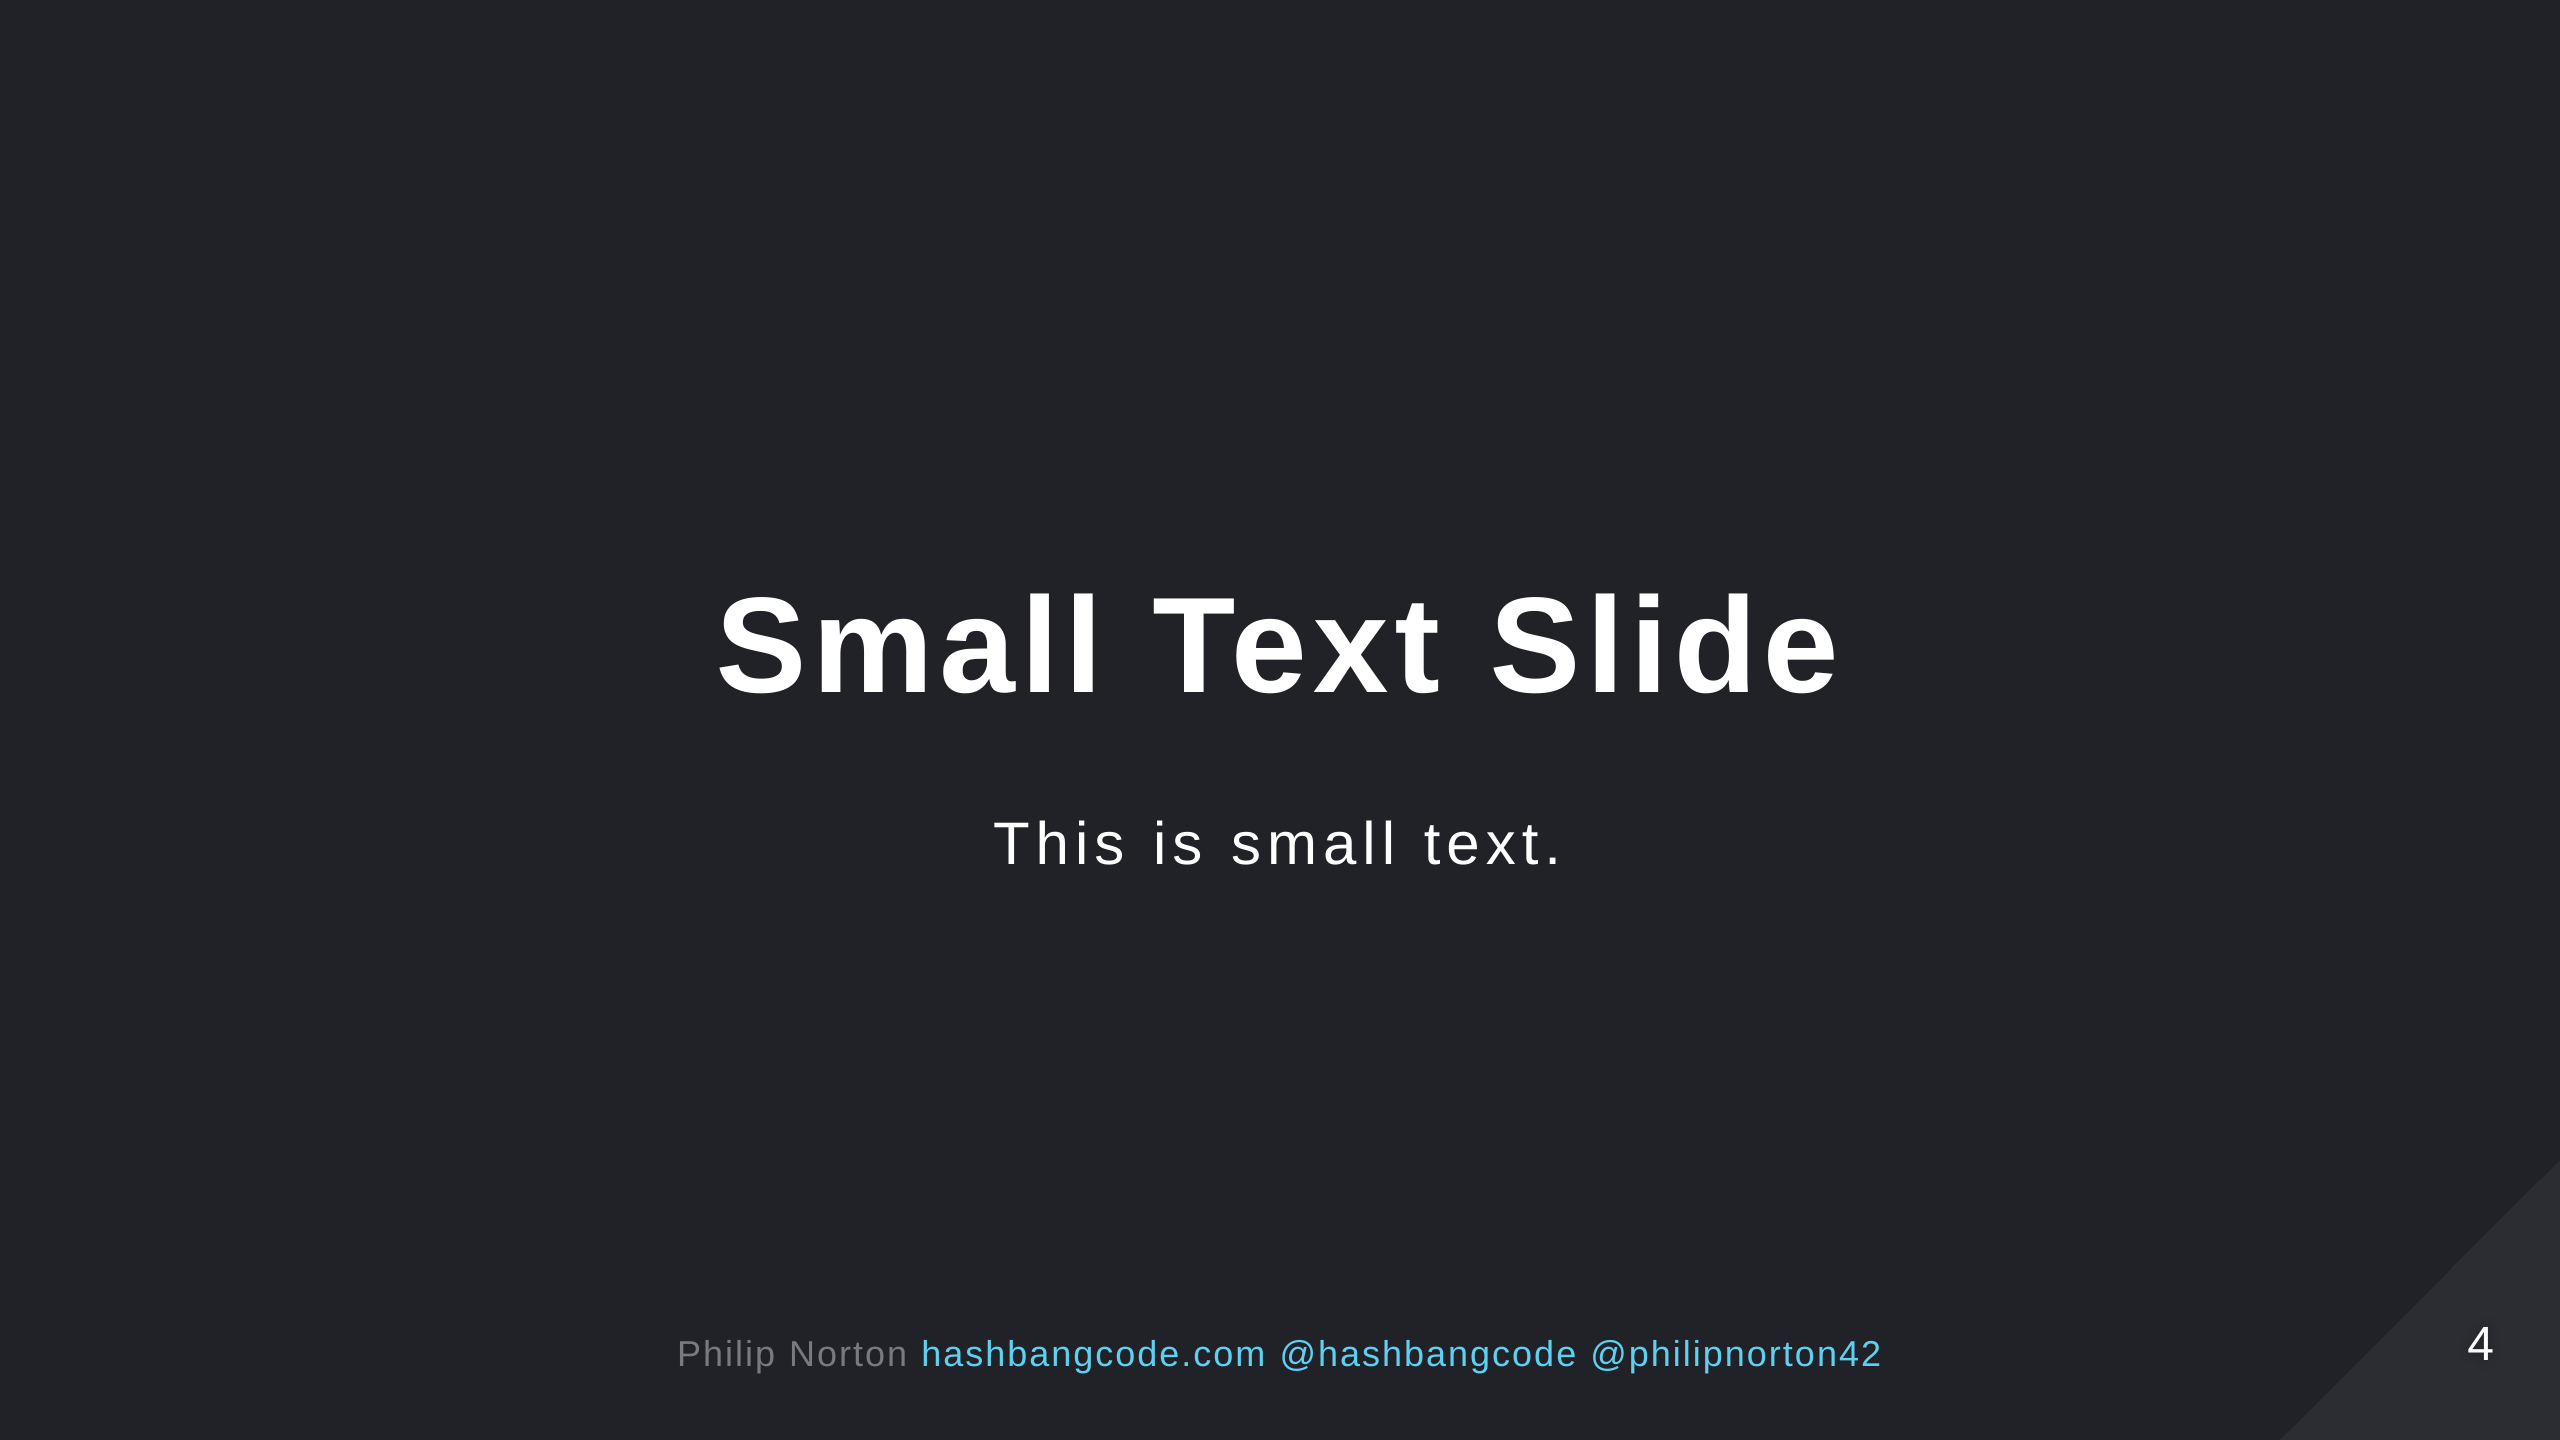 Small Text Slide
This is small text.
Philip Norton hashbangcode.com @hashbangcode @philipnorton42
4